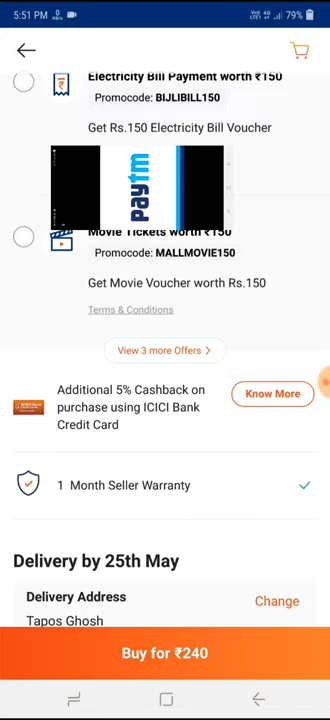 5:51 PM
79%
Electricity Bill Payment worth ₹150
Promocode: BIJLIBILL150
Get Rs.150 Electricity Bill Voucher
paytm
Movie Tickets worth ₹150
Promocode: MALLMOVIE150
Get Movie Voucher worth Rs.150
Terms & Conditions
View 3 more Offers >
Additional 5% Cashback on
purchase using ICICI Bank
Credit Card
Know More
1 Month Seller Warranty
Delivery by 25th May
Delivery Address
Change
Tapos Ghosh
Buy for ₹240